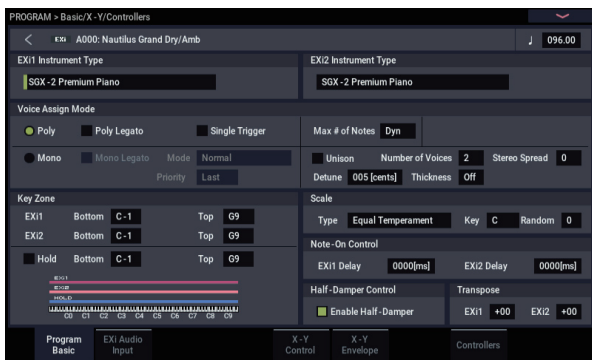 PROGRAM > Basic/X-Y/Controllers
EXi A000: Nautilus Grand Dry/Amb ♩ 096.00
EXi1 Instrument Type EXi2 Instrument Type
SGX-2 Premium Piano SGX-2 Premium Piano
Voice Assign Mode
Poly Poly Legato Single Trigger Max # of Notes Dyn
Mono Mono Legato Mode Normal Unison Number of Voices 2 Stereo Spread 0
Priority Last Detune 005 [cents] Thickness Off
Key Zone Scale
EXi1 Bottom C-1 Top G9 Type Equal Temperament Key C Random 0
EXi2 Bottom C-1 Top G9 Note-On Control
Hold Bottom C-1 Top G9 EXi1 Delay 0000[ms] EXi2 Delay 0000[ms]
EXi1
EXi2 Half-Damper Control Transpose
HOLD Enable Half-Damper EXi1 +00 EXi2 +00
C0 C1 C2 C3 C4 C5 C6 C7 C8 C9
Program Basic EXi Audio Input X-Y Control X-Y Envelope Controllers